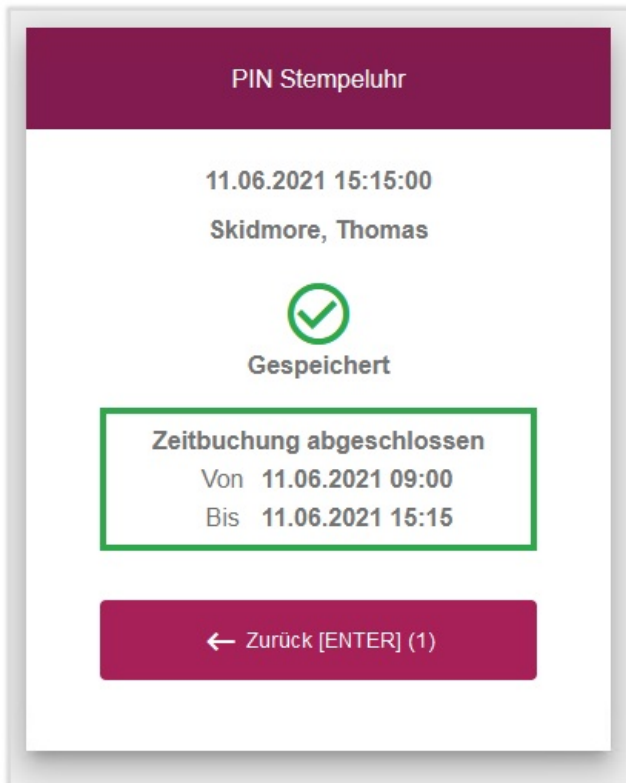 PIN Stempeluhr
11.06.2021 15:15:00
Skidmore, Thomas
Gespeichert
Zeitbuchung abgeschlossen
Von 11.06.2021 09:00
Bis 11.06.2021 15:15
← Zurück [ENTER] (1)